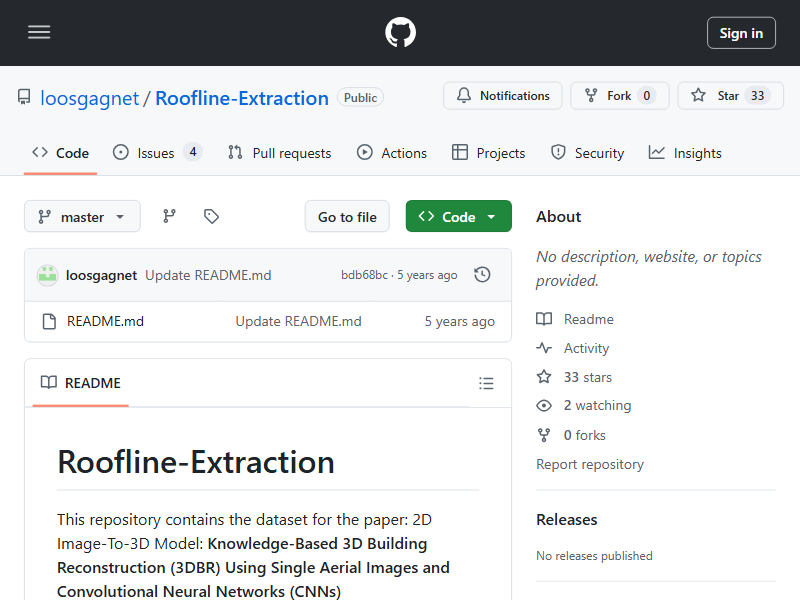 Sign in
loosgagnet / Roofline-Extraction Public
Notifications
Fork 0
Star 33
Code
Issues 4
Pull requests
Actions
Projects
Security
Insights
master
Go to file
Code
loosgagnet Update README.md bdb68bc · 5 years ago
README.md Update README.md 5 years ago
README
Roofline-Extraction
This repository contains the dataset for the paper: 2D
Image-To-3D Model: Knowledge-Based 3D Building
Reconstruction (3DBR) Using Single Aerial Images and
Convolutional Neural Networks (CNNs)
About
No description, website, or topics
provided.
Readme
Activity
33 stars
2 watching
0 forks
Report repository
Releases
No releases published